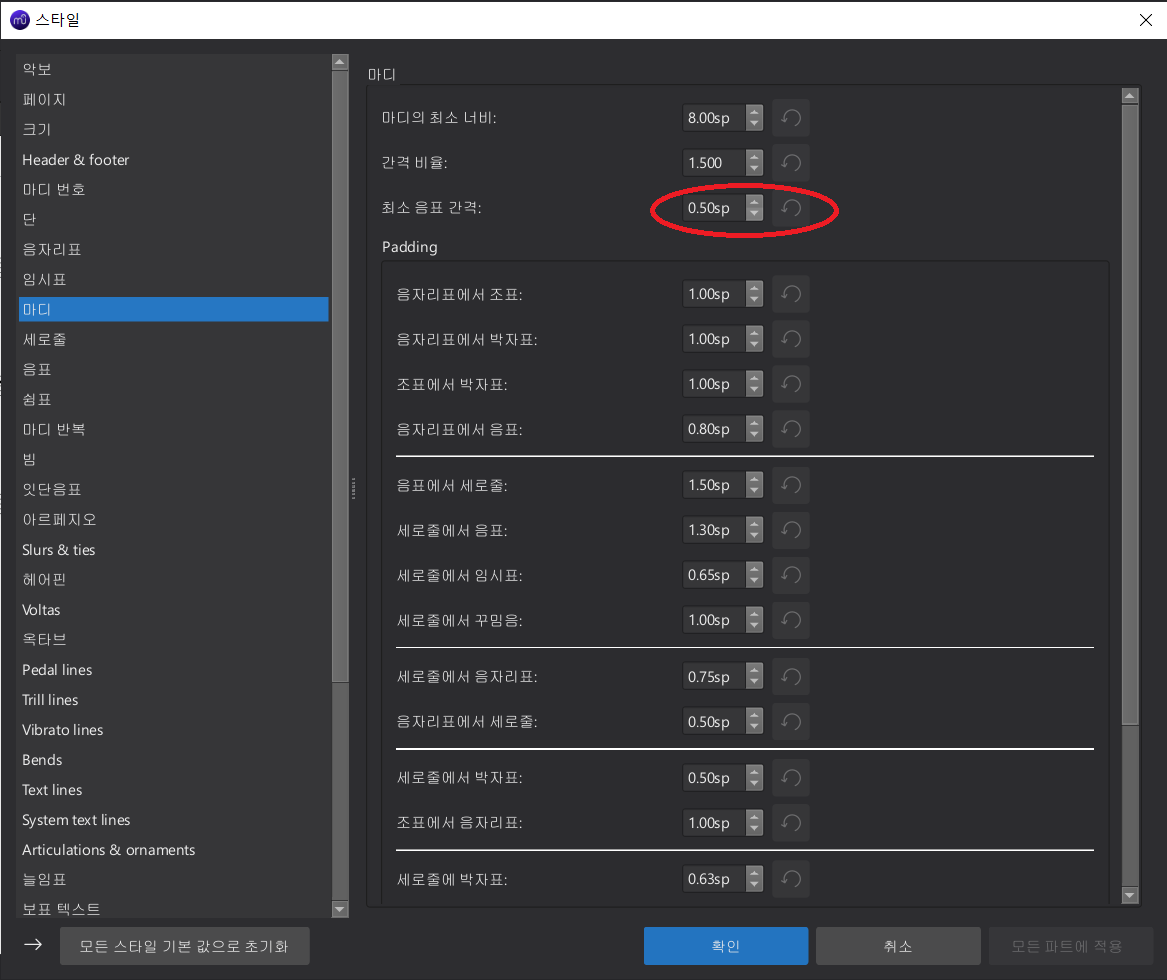 스타일
악보
페이지
크기
Header & footer
마디 번호
단
음자리표
임시표
마디
세로줄
음표
쉼표
마디 반복
빔
잇단음표
아르페지오
Slurs & ties
헤어핀
Voltas
옥타브
Pedal lines
Trill lines
Vibrato lines
Bends
Text lines
System text lines
Articulations & ornaments
늘임표
보표 텍스트
마디
마디의 최소 너비: 8.00sp
간격 비율: 1.500
최소 음표 간격: 0.50sp
Padding
음자리표에서 조표: 1.00sp
음자리표에서 박자표: 1.00sp
조표에서 박자표: 1.00sp
음자리표에서 음표: 0.80sp
음표에서 세로줄: 1.50sp
세로줄에서 음표: 1.30sp
세로줄에서 임시표: 0.65sp
세로줄에서 꾸밈음: 1.00sp
세로줄에서 음자리표: 0.75sp
음자리표에서 세로줄: 0.50sp
세로줄에서 박자표: 0.50sp
조표에서 음자리표: 1.00sp
세로줄에 박자표: 0.63sp
모든 스타일 기본 값으로 초기화 확인 취소 모든 파트에 적용